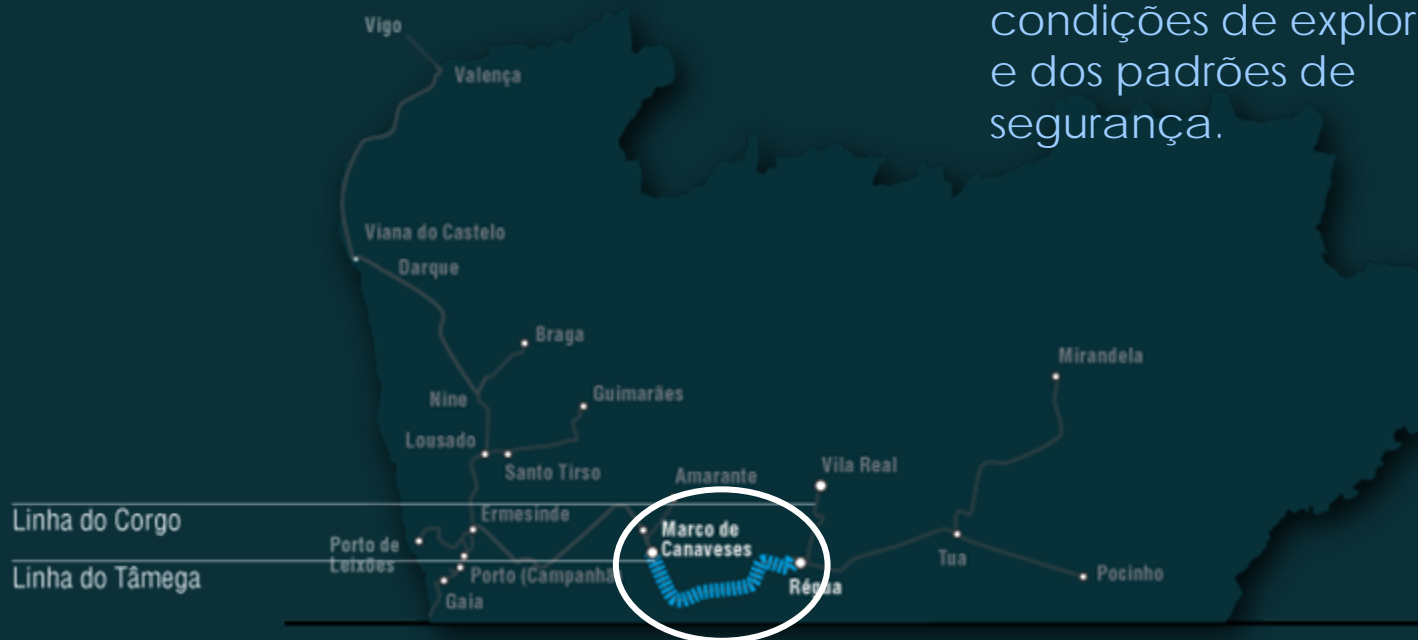 condições de explor
e dos padrões de
segurança.
Vigo
Valença
Viana do Castelo
Darque
Braga
Mirandela
Nine
Guimarães
Lousado
Santo Tirso
Amarante
Vila Real
Linha do Corgo
Ermesinde
Marco de
Canaveses
Porto de
Leixões
Linha do Tâmega
Porto (Campanhã
Régua
Tua
Pocinho
Gaia